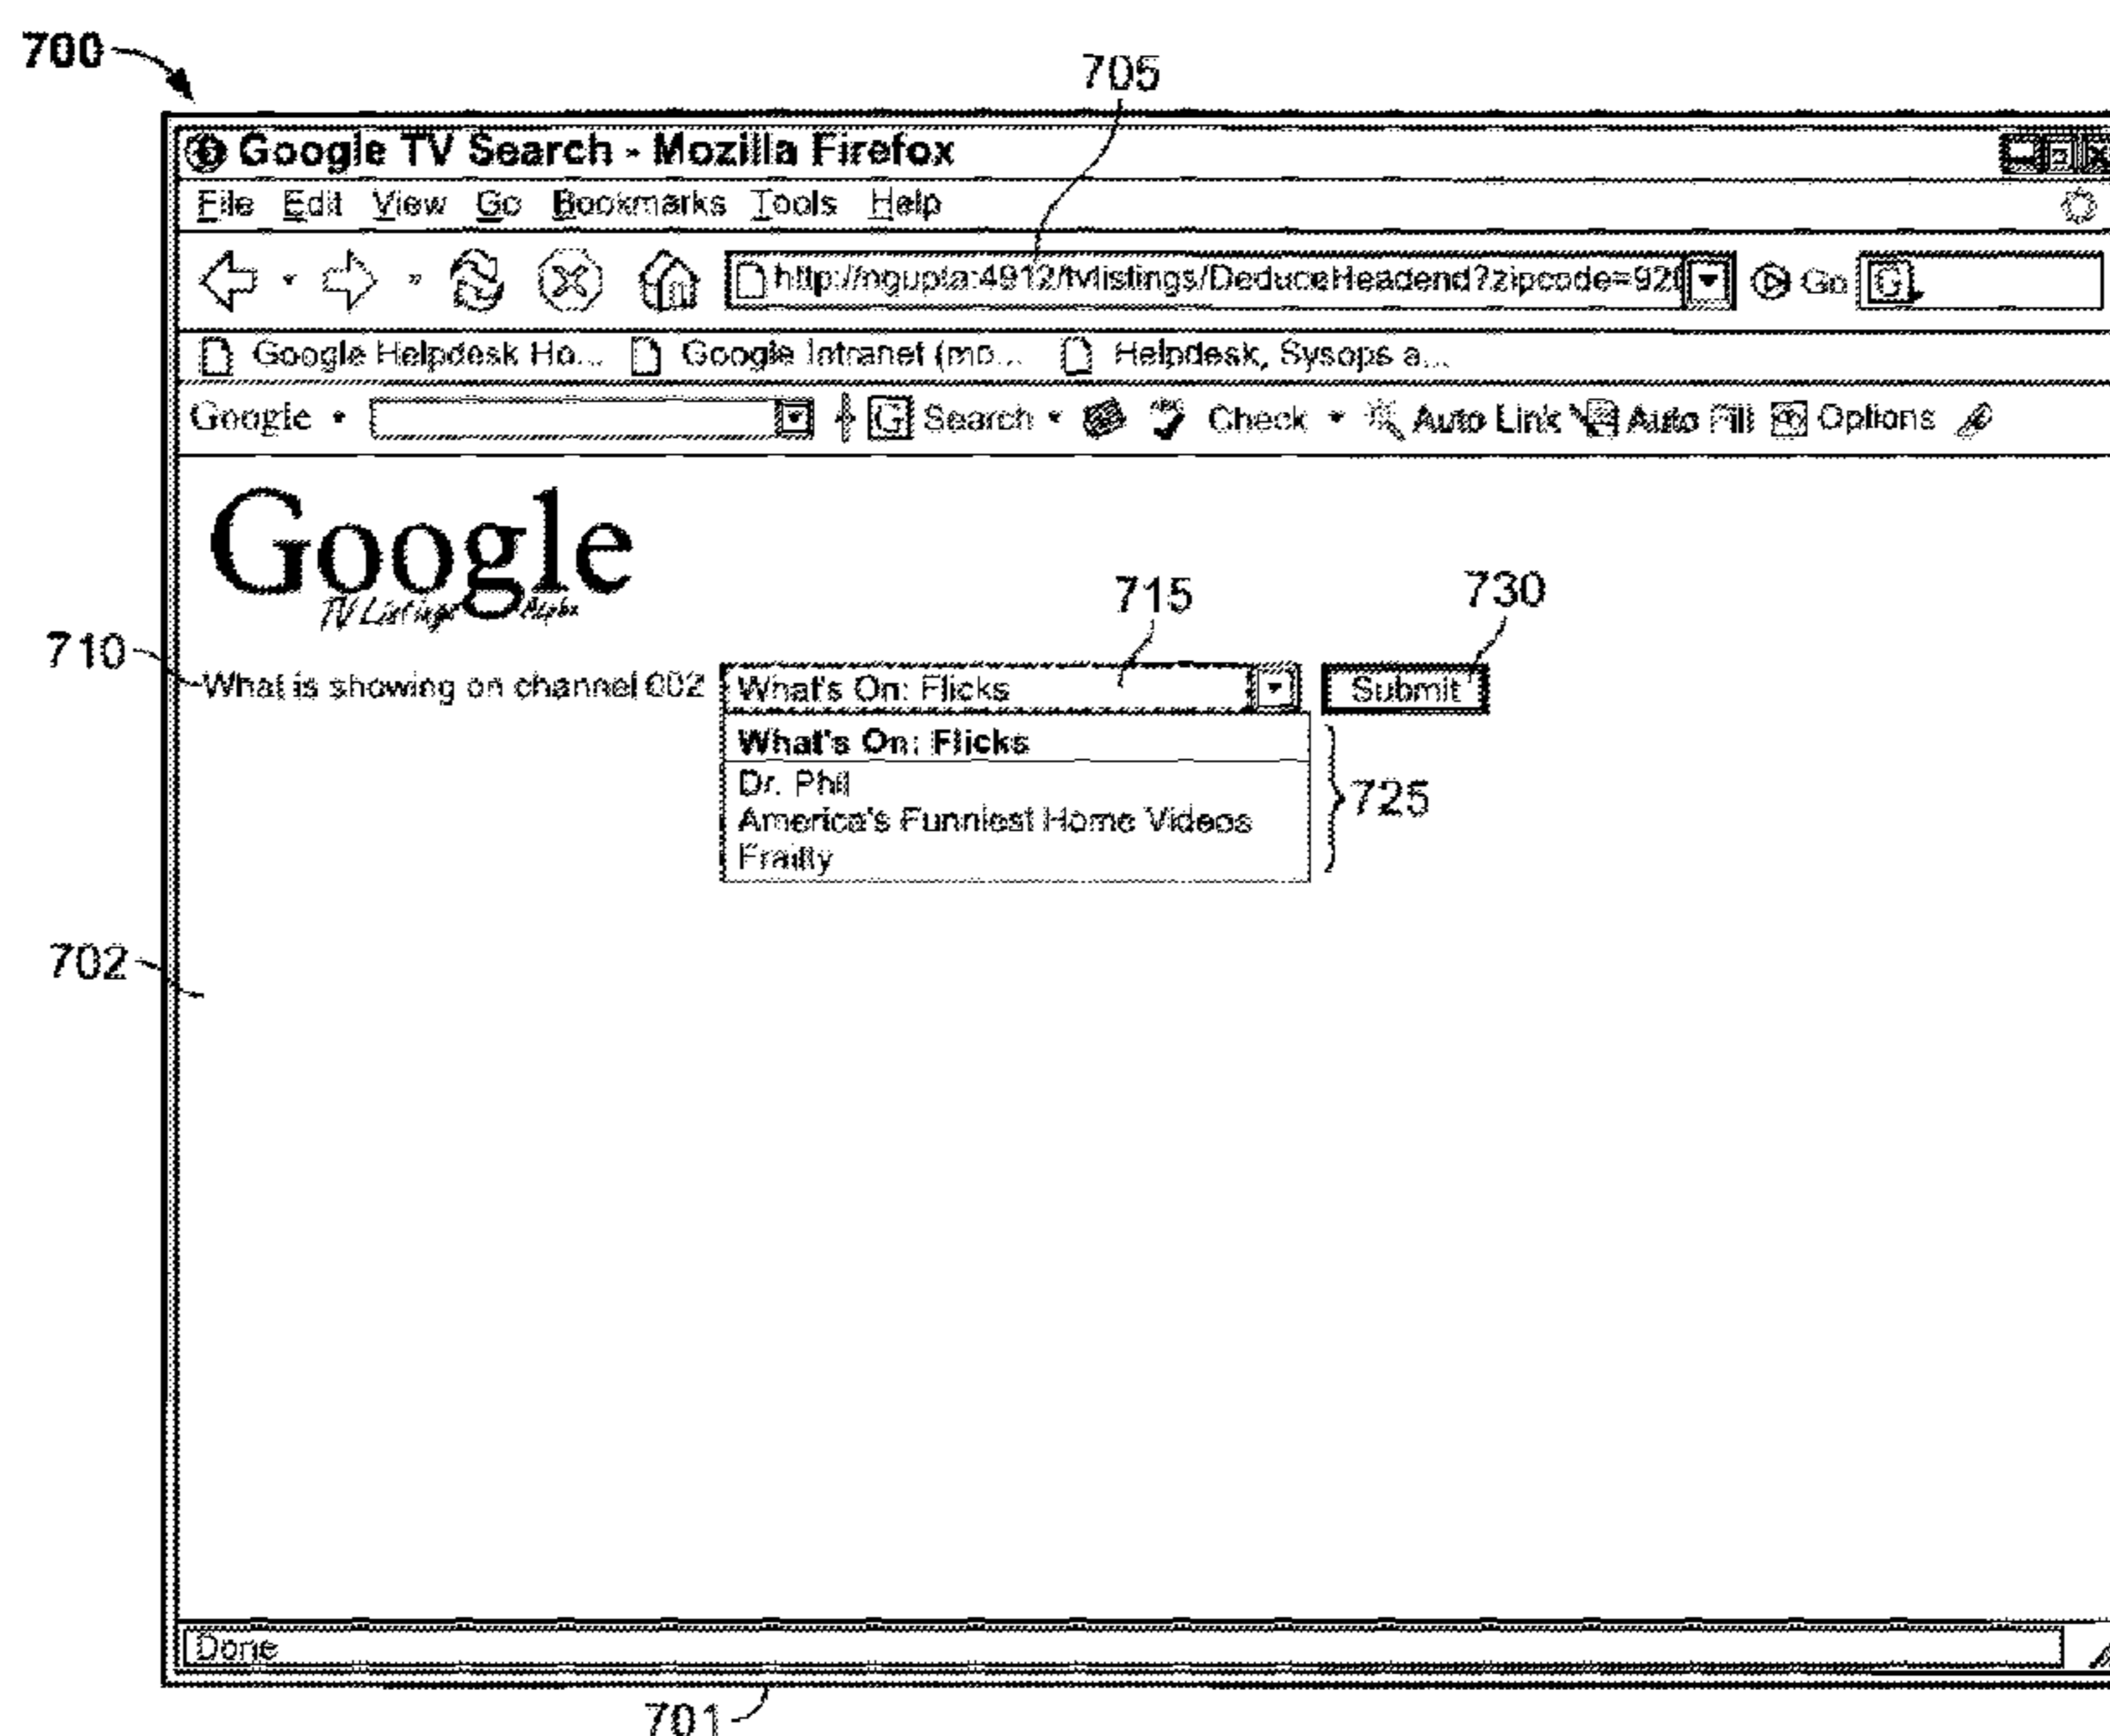 700
705
Google TV Search - Mozilla Firefox
File Edit View Go Bookmarks Tools Help
http://ngupta:4912/tvlistings/DeduceHeadend?zipcode=920 Go G
Google Helpdesk Ho... Google Intranet (mo... Helpdesk, Sysops a...
Google G Search Check Auto Link Auto Fill Options
Google
TV Listings Alpha
715
730
710
What is showing on channel 002 What's On: Flicks Submit
What's On: Flicks
Dr. Phil
America's Funniest Home Videos
Frailty
725
702
Done
701